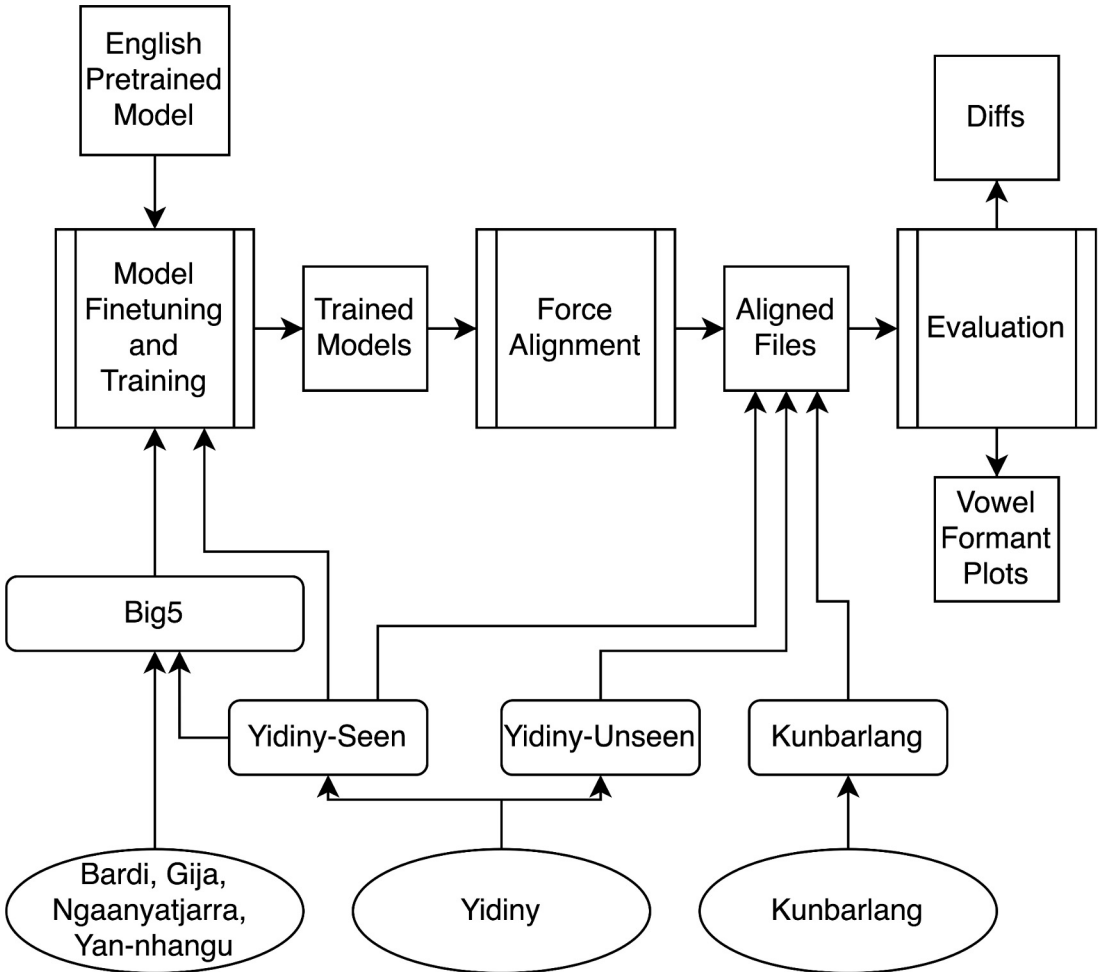 English
Pretrained
Model
Diffs
Model
Finetuning
and
Training
Trained
Models
Force
Alignment
Aligned
Files
Evaluation
Vowel
Formant
Plots
Big5
Yidiny-Seen
Yidiny-Unseen
Kunbarlang
Bardi, Gija,
Ngaanyatjarra,
Yan-nhangu
Yidiny
Kunbarlang